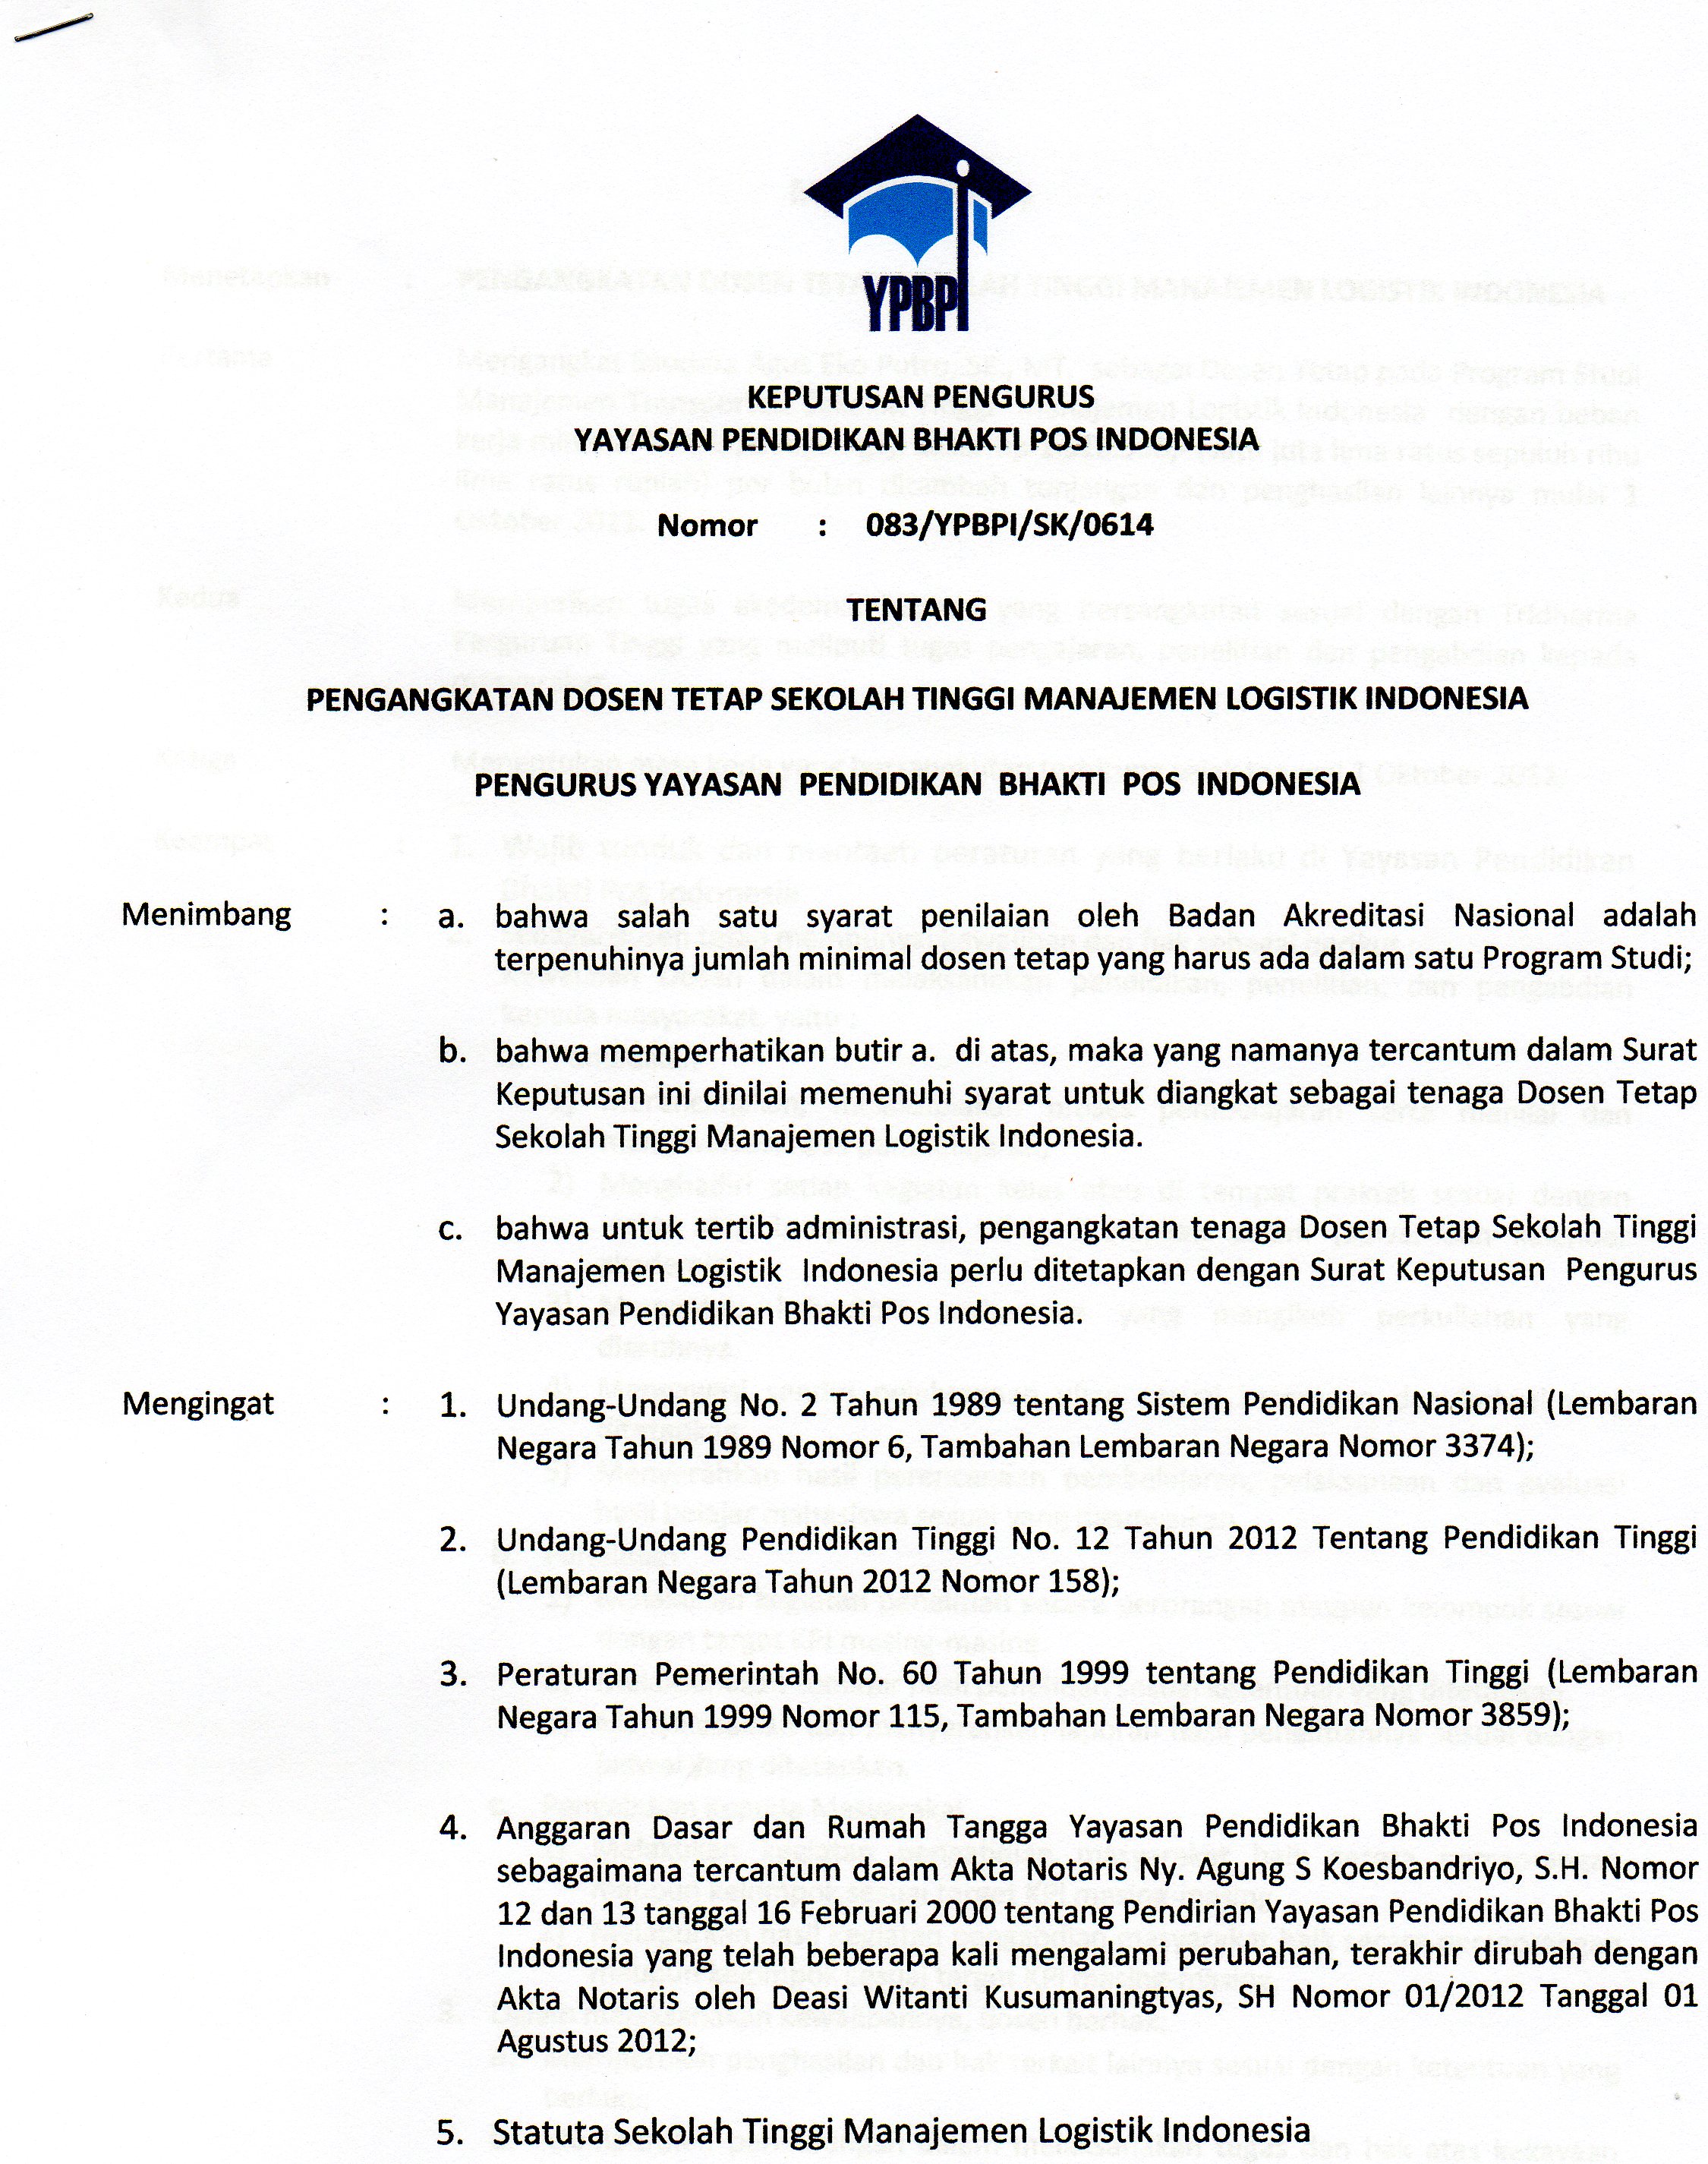 YPBPI
KEPUTUSAN PENGURUS
YAYASAN PENDIDIKAN BHAKTI POS INDONESIA
Nomor : 083/YPBPI/SK/0614
TENTANG
PENGANGKATAN DOSEN TETAP SEKOLAH TINGGI MANAJEMEN LOGISTIK INDONESIA
PENGURUS YAYASAN PENDIDIKAN BHAKTI POS INDONESIA
Menimbang : a. bahwa salah satu syarat penilaian oleh Badan Akreditasi Nasional adalah
terpenuhinya jumlah minimal dosen tetap yang harus ada dalam satu Program Studi;
b. bahwa memperhatikan butir a. di atas, maka yang namanya tercantum dalam Surat
Keputusan ini dinilai memenuhi syarat untuk diangkat sebagai tenaga Dosen Tetap
Sekolah Tinggi Manajemen Logistik Indonesia.
c. bahwa untuk tertib administrasi, pengangkatan tenaga Dosen Tetap Sekolah Tinggi
Manajemen Logistik Indonesia perlu ditetapkan dengan Surat Keputusan Pengurus
Yayasan Pendidikan Bhakti Pos Indonesia.
Mengingat : 1. Undang-Undang No. 2 Tahun 1989 tentang Sistem Pendidikan Nasional (Lembaran
Negara Tahun 1989 Nomor 6, Tambahan Lembaran Negara Nomor 3374);
2. Undang-Undang Pendidikan Tinggi No. 12 Tahun 2012 Tentang Pendidikan Tinggi
(Lembaran Negara Tahun 2012 Nomor 158);
3. Peraturan Pemerintah No. 60 Tahun 1999 tentang Pendidikan Tinggi (Lembaran
Negara Tahun 1999 Nomor 115, Tambahan Lembaran Negara Nomor 3859);
4. Anggaran Dasar dan Rumah Tangga Yayasan Pendidikan Bhakti Pos Indonesia
sebagaimana tercantum dalam Akta Notaris Ny. Agung S Koesbandriyo, S.H. Nomor
12 dan 13 tanggal 16 Februari 2000 tentang Pendirian Yayasan Pendidikan Bhakti Pos
Indonesia yang telah beberapa kali mengalami perubahan, terakhir dirubah dengan
Akta Notaris oleh Deasi Witanti Kusumaningtyas, SH Nomor 01/2012 Tanggal 01
Agustus 2012;
5. Statuta Sekolah Tinggi Manajemen Logistik Indonesia